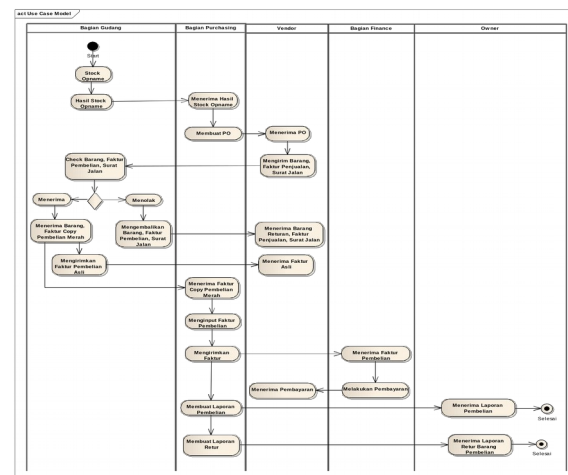 act Use Case Model
Bagian Gudang
Bagian Purchasing
Vendor
Bagian Finance
Owner
Start
Stock
Opname
Hasil Stock
Opname
Menerima Hasil
Stock Opname
Membuat PO
Menerima PO
Mengirim Barang,
Faktur Penjualan,
Surat Jalan
Check Barang, Faktur
Pembelian, Surat
Jalan
Menerima
Menolak
Menerima Barang,
Faktur Copy
Pembelian Merah
Mengembalikan
Barang, Faktur
Pembelian, Surat
Jalan
Menerima Barang
Returan, Faktur
Penjualan, Surat Jalan
Mengirimkan
Faktur Pembelian
Asli
Menerima Faktur
Asli
Menerima Faktur
Copy Pembelian
Merah
Menginput Faktur
Pembelian
Mengirimkan
Faktur
Menerima Faktur
Pembelian
Menerima Pembayaran
Melakukan Pembayaran
Membuat Laporan
Pembelian
Menerima Laporan
Pembelian
Selesai
Membuat Laporan
Retur
Menerima Laporan
Retur Barang
Pembelian
Selesai